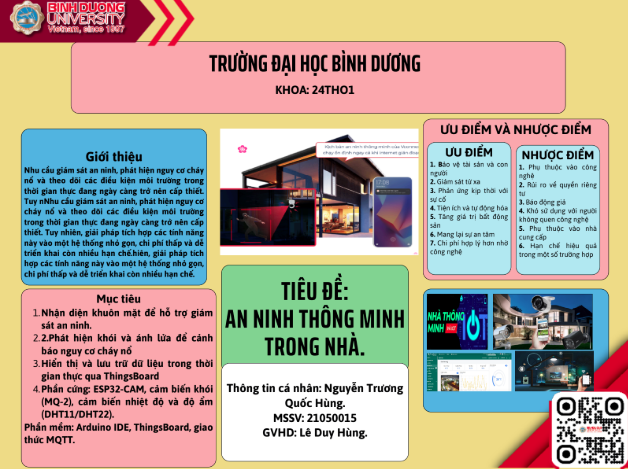 BINH DUONG
UNIVERSITY
Vietnam, since 1997
TRƯỜNG ĐẠI HỌC BÌNH DƯƠNG
KHOA: 24THO1
Giới thiệu
Nhu cầu giám sát an ninh, phát hiện nguy cơ cháy
nổ và theo dõi các điều kiện môi trường trong
thời gian thực đang ngày càng trở nên cấp thiết.
Tuy nNhu cầu giám sát an ninh, phát hiện nguy cơ
cháy nổ và theo dõi các điều kiện môi trường
trong thời gian thực đang ngày càng trở nên cấp
thiết. Tuy nhiên, giải pháp tích hợp các tính năng
này vào một hệ thống nhỏ gọn, chi phí thấp và dễ
triển khai còn nhiều hạn chế.hiên, giải pháp tích
hợp các tính năng này vào một hệ thống nhỏ gọn,
chi phí thấp và dễ triển khai còn nhiều hạn chế.
Mục tiêu
1. Nhận diện khuôn mặt để hỗ trợ giám
sát an ninh.
2. 2.Phát hiện khói và ánh lửa để cảnh
báo nguy cơ cháy nổ
3. Hiển thị và lưu trữ dữ liệu trong thời
gian thực qua ThingsBoard
4. Phần cứng: ESP32-CAM, cảm biến khói
(MQ-2), cảm biến nhiệt độ và độ ẩm
(DHT11/DHT22).
Phần mềm: Arduino IDE, ThingsBoard, giao
thức MQTT.
TIÊU ĐỀ:
AN NINH THÔNG MINH
TRONG NHÀ.
Thông tin cá nhân: Nguyễn Trương
Quốc Hùng.
MSSV: 21050015
GVHD: Lê Duy Hùng.
ƯU ĐIỂM VÀ NHƯỢC ĐIỂM
ƯU ĐIỂM
1. Bảo vệ tài sản và con
người
2. Giám sát từ xa
3. Phản ứng kịp thời với
sự cố
4. Tiện ích và tự động hóa
5. Tăng giá trị bất động
sản
6. Mang lại sự an tâm
7. Chi phí hợp lý hơn nhờ
công nghệ
NHƯỢC ĐIỂM
1. Phụ thuộc vào công
nghệ
2. Rủi ro về quyền riêng
tư
3. Báo động giả
4. Khó sử dụng với người
không quen công nghệ
5. Phụ thuộc vào nhà
cung cấp
6. Hạn chế hiệu quả
trong một số trường hợp
NHÀ THÔNG
MINH